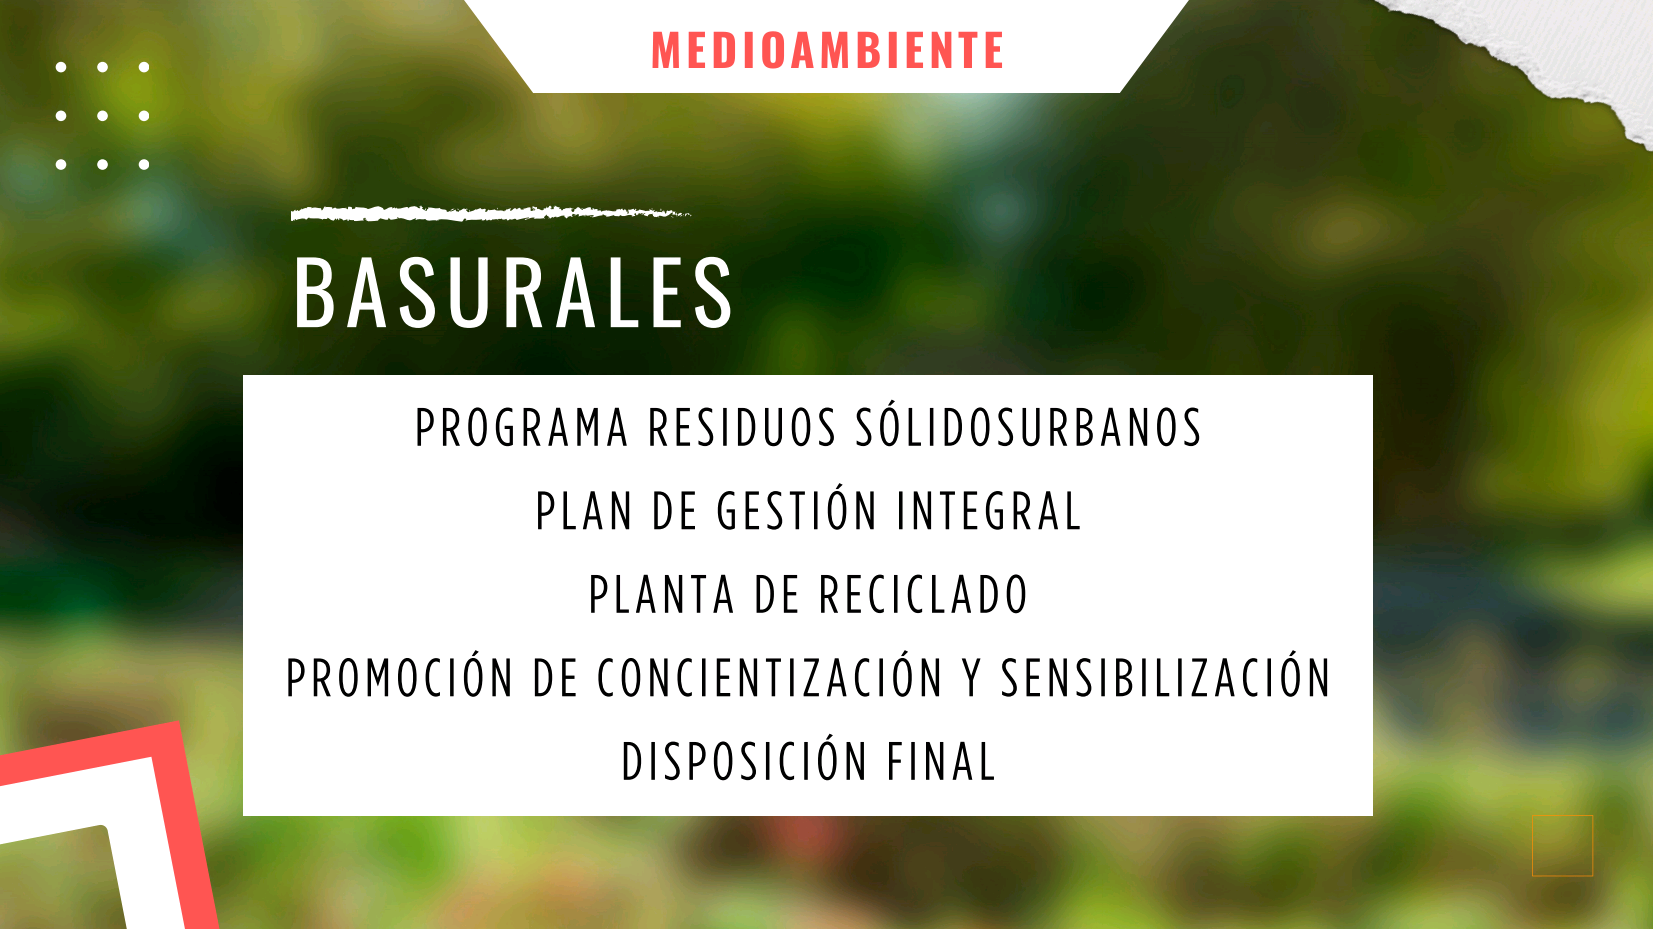 MEDIOAMBIENTE
BASURALES
PROGRAMA RESIDUOS SÓLIDOSURBANOS
PLAN DE GESTIÓN INTEGRAL
PLANTA DE RECICLADO
PROMOCIÓN DE CONCIENTIZACIÓN Y SENSIBILIZACIÓN
DISPOSICIÓN FINAL